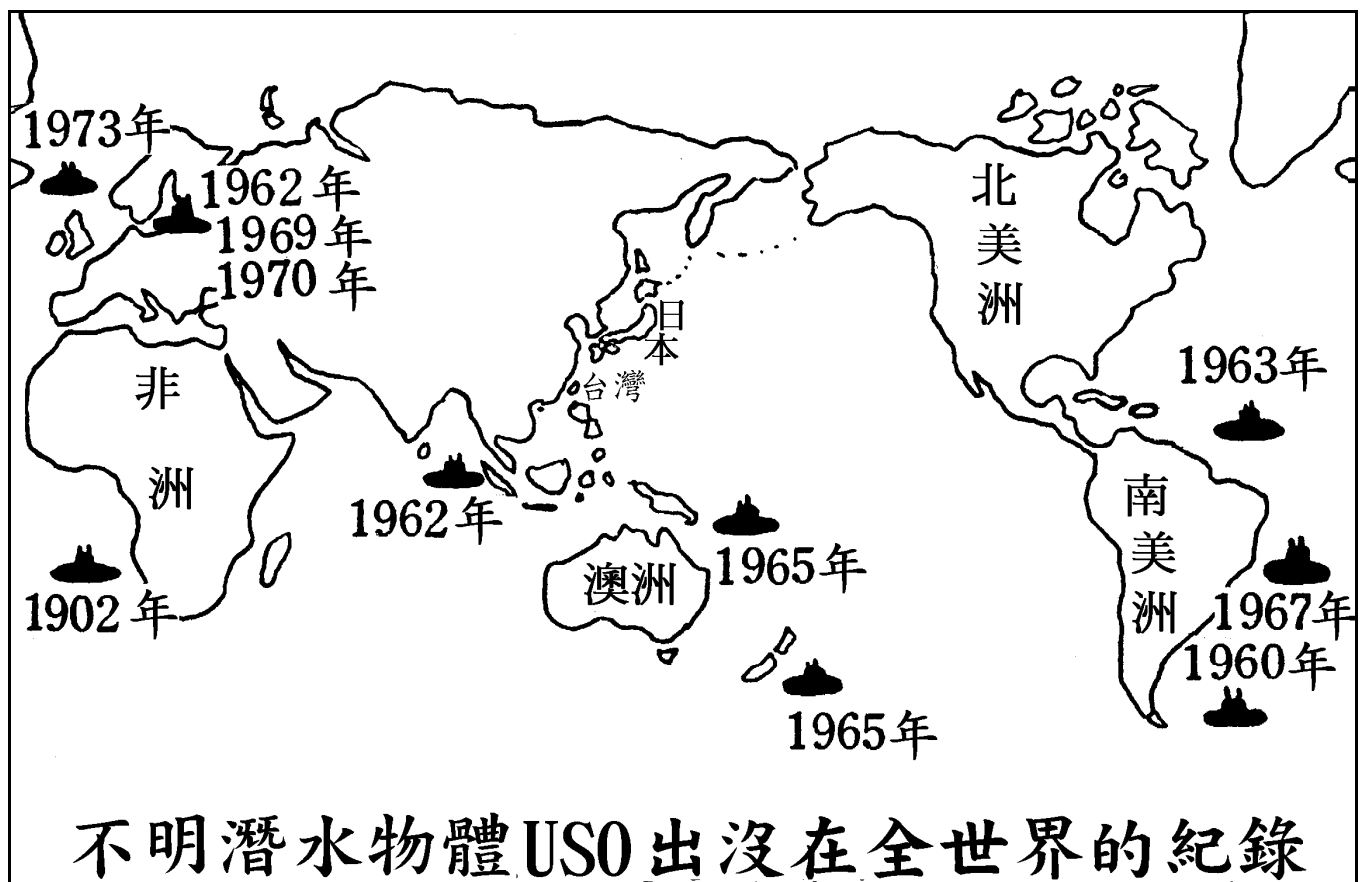 1973年
1962年
1969年
1970年
非洲
1902年
1962年
日本
台灣
澳洲
1965年
1965年
北美洲
1963年
南美洲
1967年
1960年
不明潛水物體USO出沒在全世界的紀錄